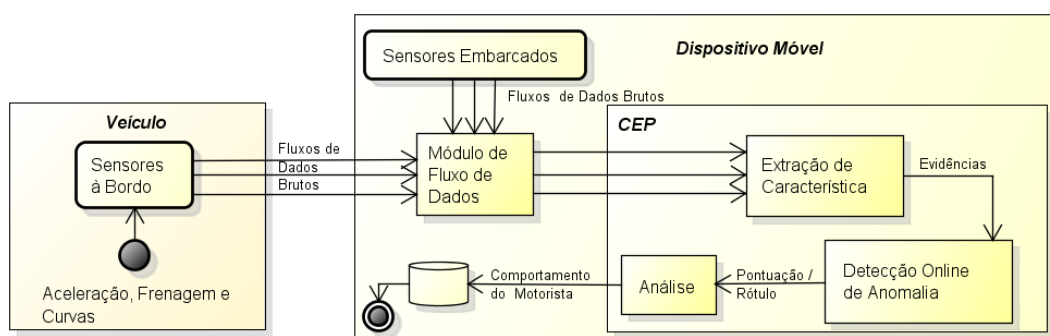 Sensores Embarcados
Dispositivo Móvel
Fluxos de Dados Brutos
Veículo
Sensores
à Bordo
Fluxos de
Dados
Brutos
Módulo de
Fluxo de
Dados
CEP
Extração de
Característica
Evidências
Aceleração, Frenagem e
Curvas
Comportamento
do Motorista
Análise
Pontuação /
Rótulo
Detecção Online
de Anomalia